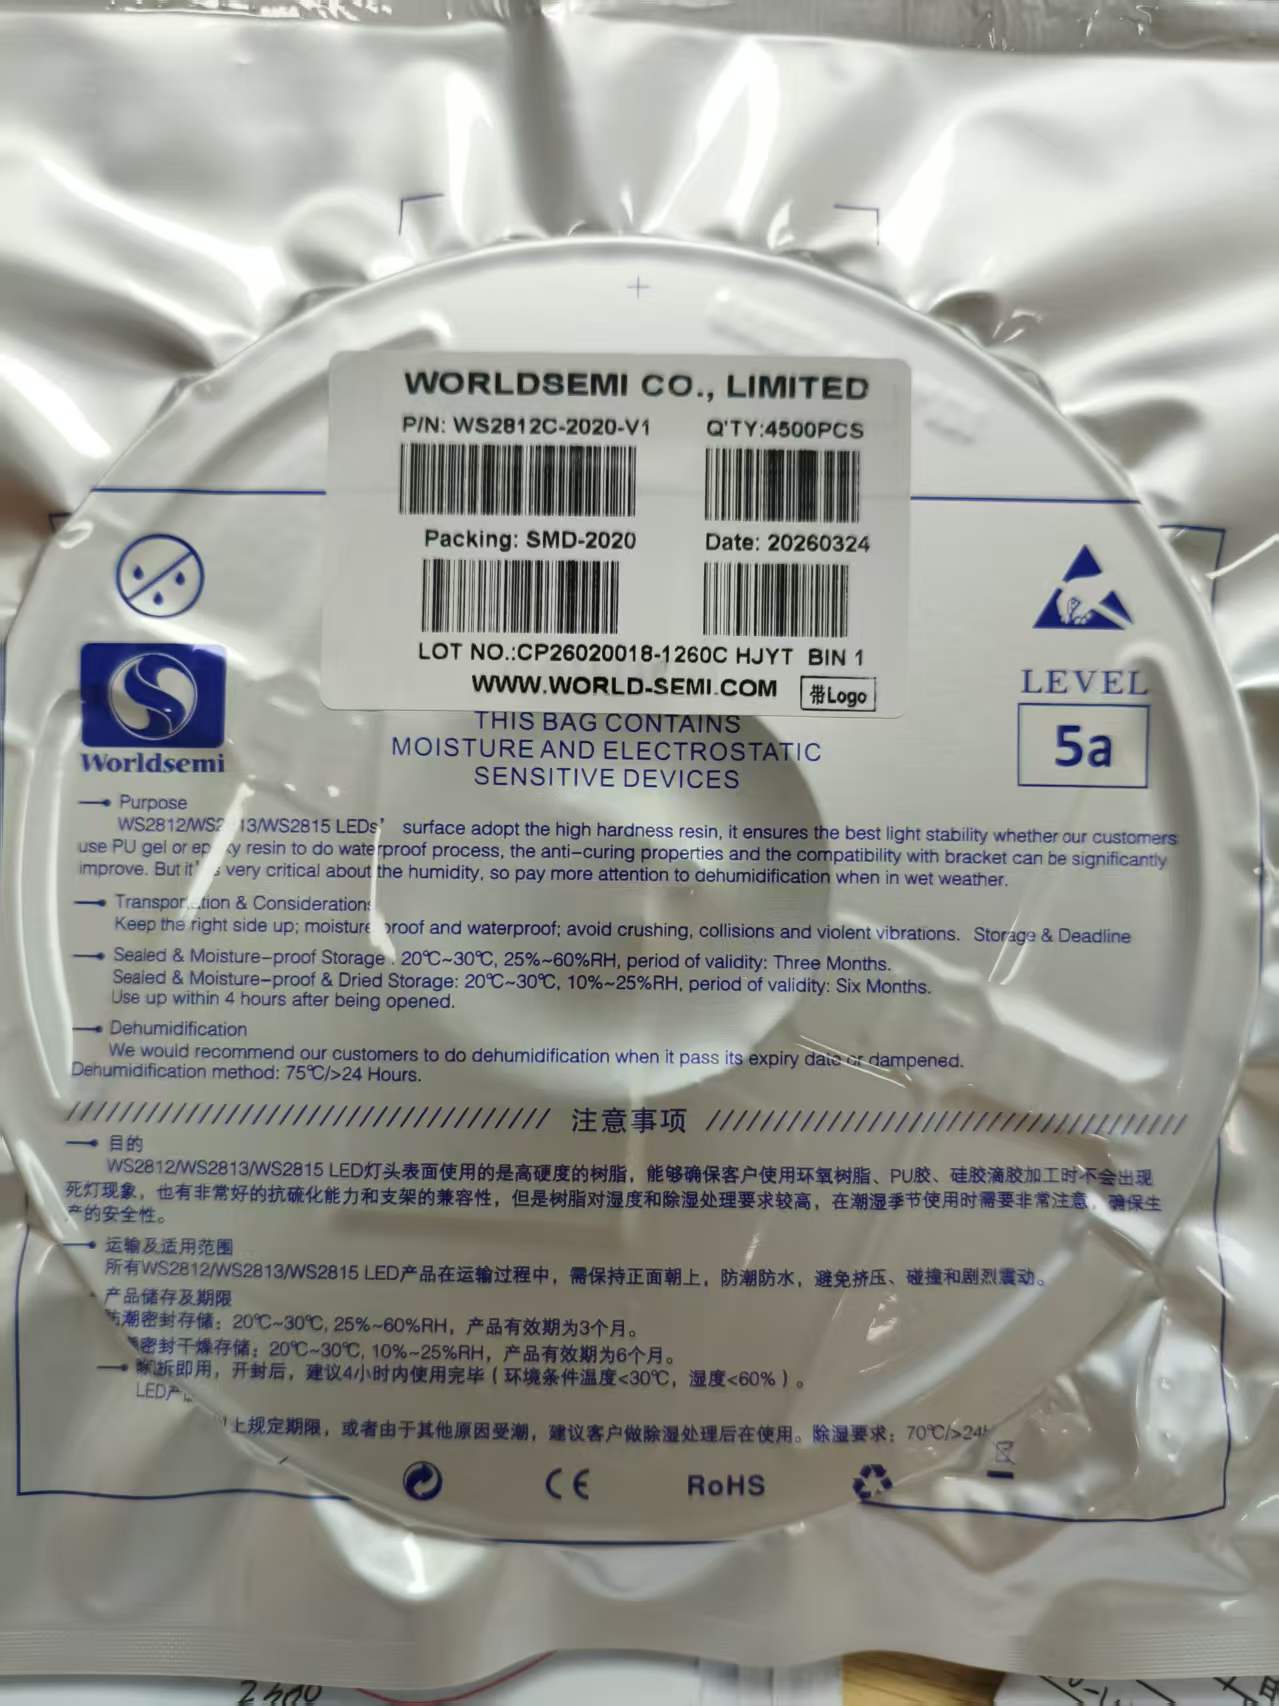 WORLDSEMI CO., LIMITED
P/N: WS2812C-2020-V1 Q'TY:4500PCS
Packing: SMD-2020 Date: 20260324
LOT NO.:CP26020018-1260C HJYT BIN 1
WWW.WORLD-SEMI.COM 带Logo
Worldsemi
LEVEL
5a
THIS BAG CONTAINS
MOISTURE AND ELECTROSTATIC
SENSITIVE DEVICES
Purpose
WS2812/WS2 13/WS2815 LEDs' surface adopt the high hardness resin, it ensures the best light stability whether our customers
use PU gel or ep xy resin to do waterproof process, the anti-curing properties and the compatibility with bracket can be significantly
improve. But it's very critical about the humidity, so pay more attention to dehumidification when in wet weather.
Transportation & Considerations
Keep the right side up; moisture proof and waterproof; avoid crushing, collisions and violent vibrations. Storage & Deadline
Sealed & Moisture-proof Storage : 20℃~30℃, 25%~60%RH, period of validity: Three Months.
Sealed & Moisture-proof & Dried Storage: 20℃~30℃, 10%~25%RH, period of validity: Six Months.
Use up within 4 hours after being opened.
Dehumidification
We would recommend our customers to do dehumidification when it pass its expiry date or dampened.
Dehumidification method: 75℃/>24 Hours.
注意事项
目的
WS2812/WS2813/WS2815 LED灯头表面使用的是高硬度的树脂，能够确保客户使用环氧树脂、PU胶、硅胶滴胶加工时不会出现
死灯现象，也有非常好的抗硫化能力和支架的兼容性，但是树脂对湿度和除湿处理要求较高，在潮湿季节使用时需要非常注意，确保生
产的安全性。
运输及适用范围
所有WS2812/WS2813/WS2815 LED产品在运输过程中，需保持正面朝上，防潮防水，避免挤压、碰撞和剧烈震动。
产品储存及期限
防潮密封存储：20℃~30℃, 25%~60%RH，产品有效期为3个月。
密封干燥存储：20℃~30℃, 10%~25%RH，产品有效期为6个月。
拆即用，开封后，建议4小时内使用完毕（环境条件温度<30℃，湿度<60%）。
LED产
上规定期限，或者由于其他原因受潮，建议客户做除湿处理后在使用。除湿要求：70℃/>24
CE RoHS